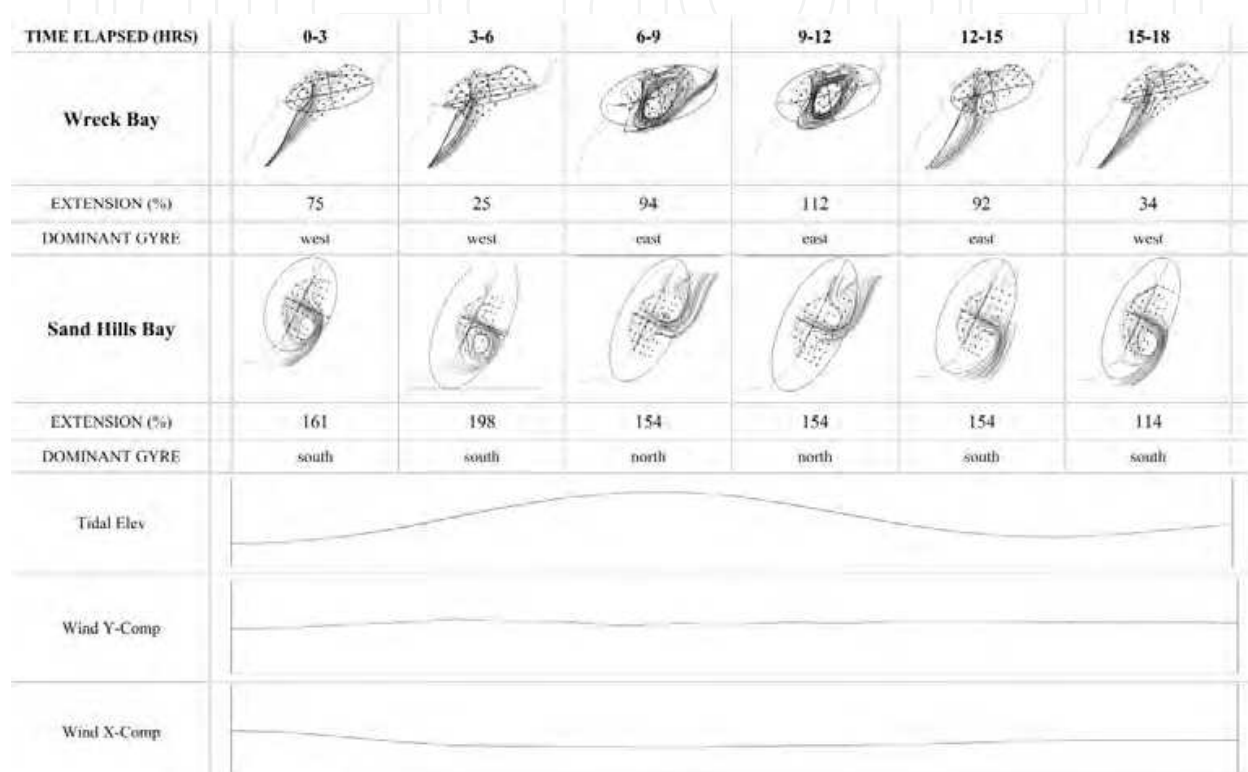 TIME ELAPSED (HRS) 0-3 3-6 6-9 9-12 12-15 15-18
Wreck Bay
EXTENSION (%) 75 25 94 112 92 34
DOMINANT GYRE west west east east east west
Sand Hills Bay
EXTENSION (%) 161 198 154 154 154 114
DOMINANT GYRE south south north north south south
Tidal Elev
Wind Y-Comp
Wind X-Comp